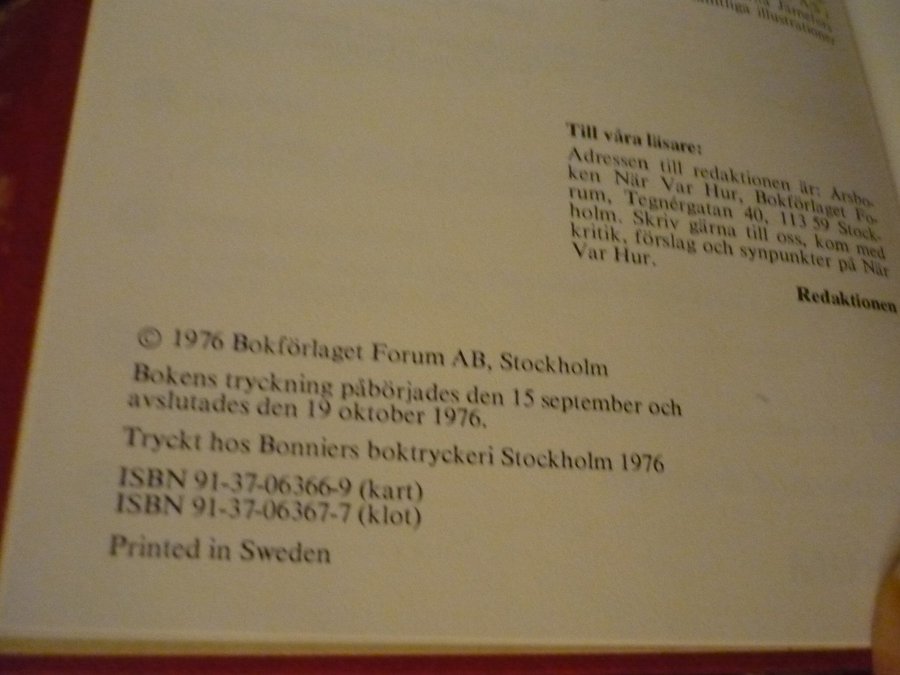 illustrationer
Till våra läsare:
Adressen till redaktionen är: Årsbo-
ken När Var Hur, Bokförlaget Fo-
rum, Tegnérgatan 40, 113 59 Stock-
holm. Skriv gärna till oss, kom med
kritik, förslag och synpunkter på När
Var Hur.
Redaktionen
© 1976 Bokförlaget Forum AB, Stockholm
Bokens tryckning påbörjades den 15 september och
avslutades den 19 oktober 1976.
Tryckt hos Bonniers boktryckeri Stockholm 1976
ISBN 91-37-06366-9 (kart)
ISBN 91-37-06367-7 (klot)
Printed in Sweden